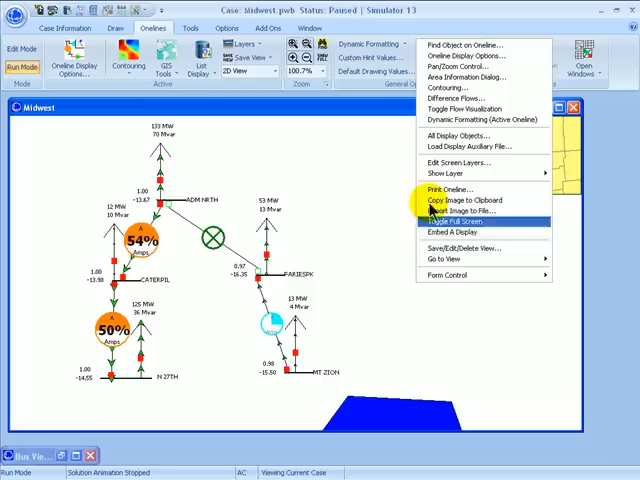 Case: Midwest.pwb Status: Paused | Simulator 13
Case Information Draw Onelines Tools Options Add Ons Window
Edit Mode
Run Mode
Oneline Display Options...
Contouring
GIS Tools
List Display
Layers
Save View
2D View
Active
100.7%
Zoom
Dynamic Formatting
Custom Hint Values...
Default Drawing Values...
General O
Open Windows
Find Object on Oneline...
Oneline Display Options...
Pan/Zoom Control...
Area Information Dialog...
Contouring...
Difference Flows...
Toggle Flow Visualization
Dynamic Formatting (Active Oneline)
All Display Objects...
Load Display Auxiliary File...
Edit Screen Layers...
Show Layer
Print Oneline...
Copy Image to Clipboard
Export Image to File...
Toggle Full Screen
Embed A Display
Save/Edit/Delete View...
Go to View
Form Control
Midwest
133 MW
70 Mvar
1.00
-13.67
ADM NRTH
12 MW
10 Mvar
53 MW
13 Mvar
A
54%
Amps
1.00
-13.98
CATERPIL
0.97
-16.35
FARIESPK
125 MW
36 Mvar
13 MW
4 Mvar
A
50%
Amps
1.00
-14.55
N 27TH
0.98
-15.50
MT ZION
Bus Vie...
Run Mode Solution Animation Stopped AC Viewing Current Case